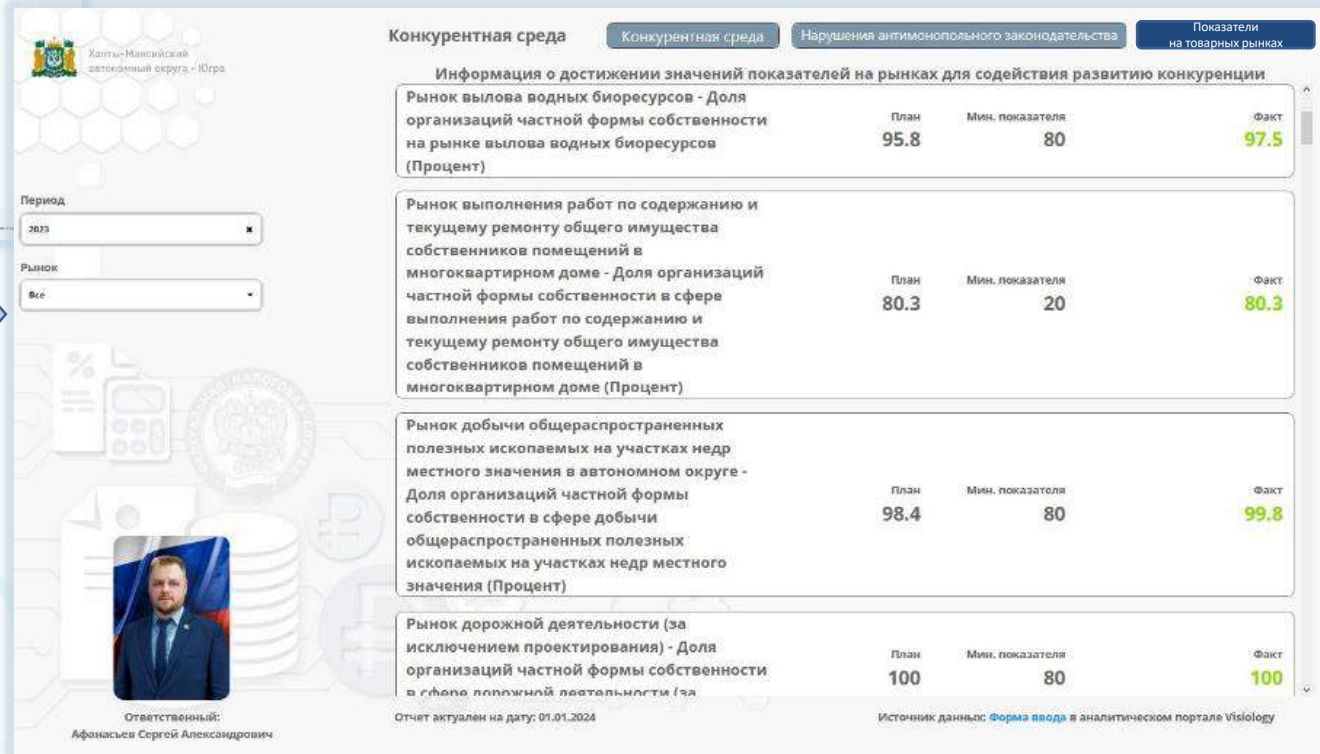 Ханты-Мансийский
автономный округа - Югра
Конкурентная среда
Конкурентная среда
Нарушения антимонопольного законодательства
Показатели
на товарных рынках
Информация о достижении значений показателей на рынках для содействия развитию конкуренции
Период
2023
Рынок
Все
Рынок вылова водных биоресурсов - Доля
организаций частной формы собственности
на рынке вылова водных биоресурсов
(Процент)
План Мин. показателя Факт
95.8 80 97.5
Рынок выполнения работ по содержанию и
текущему ремонту общего имущества
собственников помещений в
многоквартирном доме - Доля организаций
частной формы собственности в сфере
выполнения работ по содержанию и
текущему ремонту общего имущества
собственников помещений в
многоквартирном доме (Процент)
План Мин. показателя Факт
80.3 20 80.3
Рынок добычи общераспространенных
полезных ископаемых на участках недр
местного значения в автономном округе -
Доля организаций частной формы
собственности в сфере добычи
общераспространенных полезных
ископаемых на участках недр местного
значения (Процент)
План Мин. показателя Факт
98.4 80 99.8
Рынок дорожной деятельности (за
исключением проектирования) - Доля
организаций частной формы собственности
в сфере дорожной деятельности (за
План Мин. показателя Факт
100 80 100
Ответственный:
Афанасьев Сергей Александрович
Отчет актуален на дату: 01.01.2024
Источник данных: Форма ввода в аналитическом портале Visiology